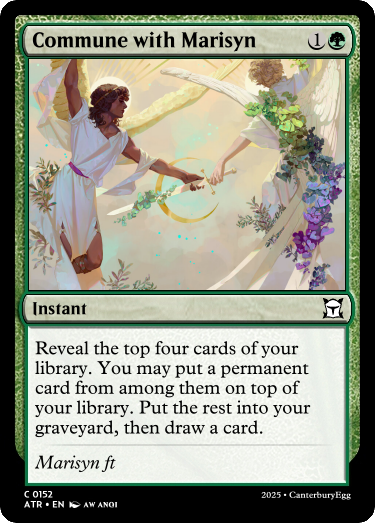 Commune with Marisyn 1
Instant
Reveal the top four cards of your
library. You may put a permanent
card from among them on top of
your library. Put the rest into your
graveyard, then draw a card.
Marisyn ft
C 0152
ATR • EN AW ANOI
2025 • CanterburyEgg